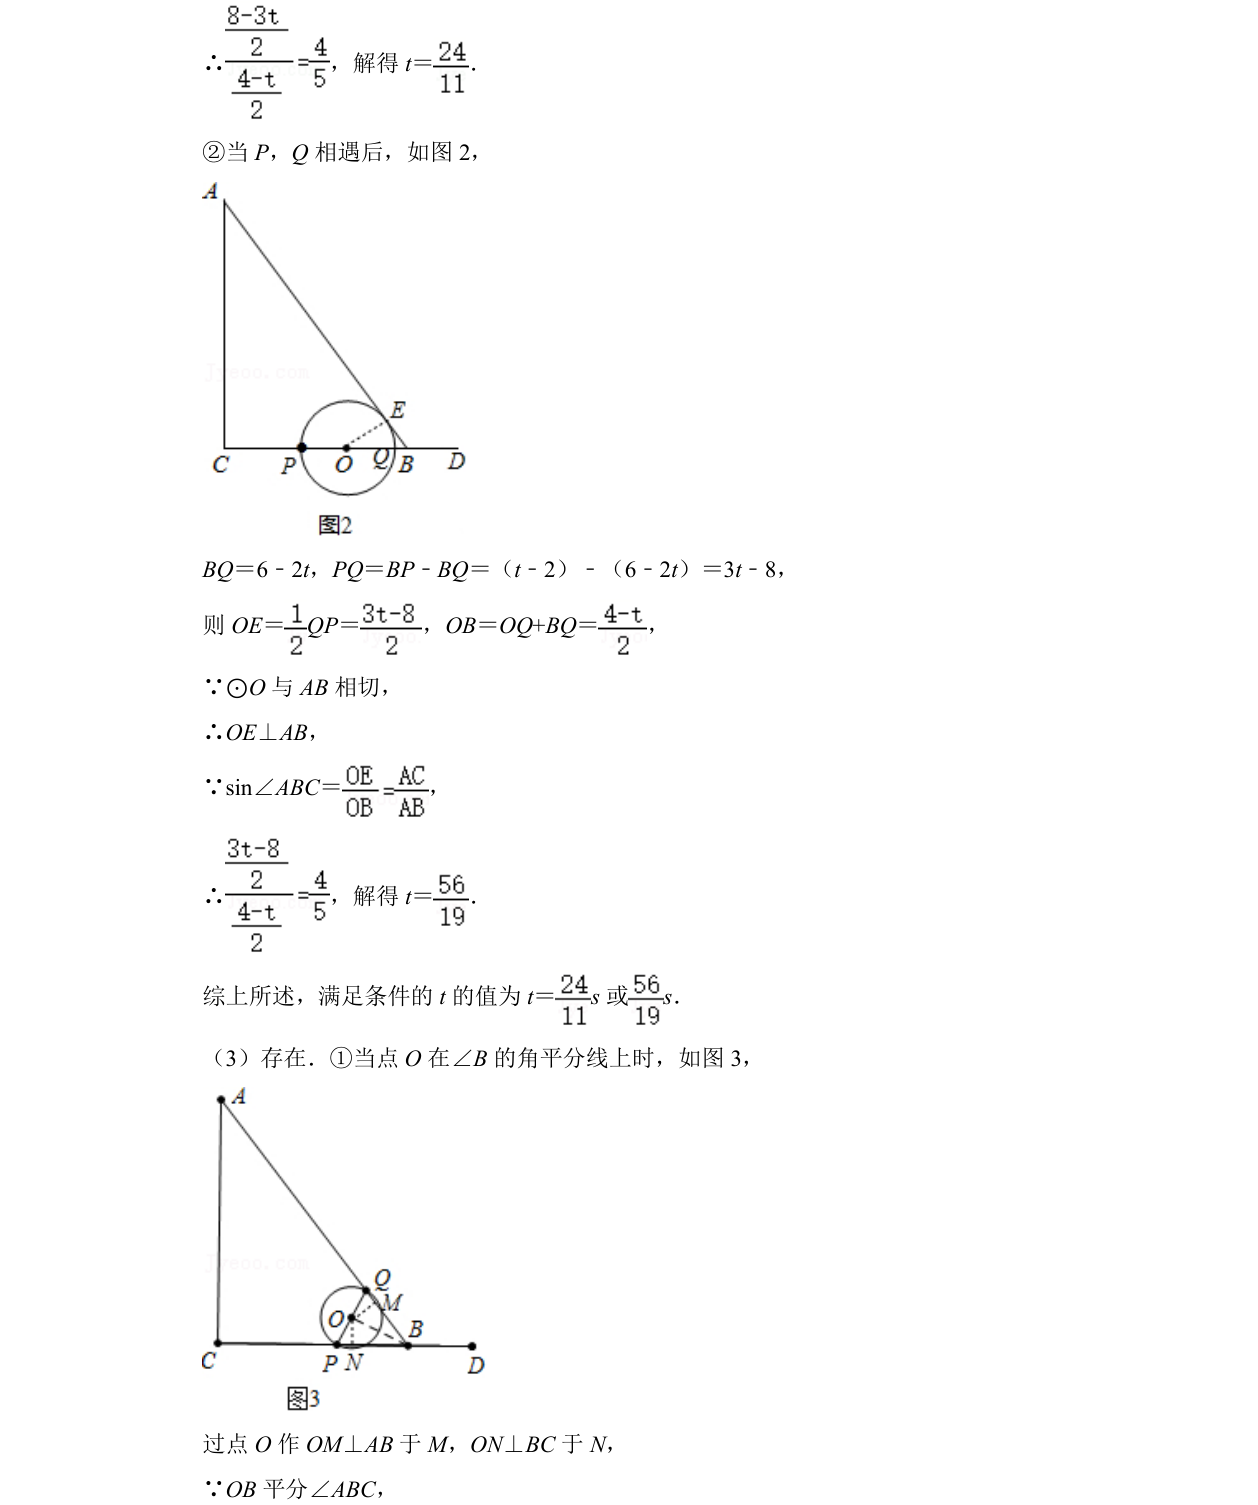 ∴((8-3t)/2)/((4-t)/2)=4/5，解得 t＝24/11．
②当 P，Q 相遇后，如图 2，
A
Jyeoo.com
E
C P O Q B D
图2
BQ＝6﹣2t，PQ＝BP﹣BQ＝（t﹣2）﹣（6﹣2t）＝3t﹣8，
则 OE＝1/2QP＝(3t-8)/2，OB＝OQ+BQ＝(4-t)/2，
∵⊙O 与 AB 相切，
∴OE⊥AB，
∵sin∠ABC＝OE/OB=AC/AB，
∴((3t-8)/2)/((4-t)/2)=4/5，解得 t＝56/19．
综上所述，满足条件的 t 的值为 t＝24/11s 或56/19s．
（3）存在．①当点 O 在∠B 的角平分线上时，如图 3，
A
Jyeoo.com
Q
M
O
B
C P N D
图3
过点 O 作 OM⊥AB 于 M，ON⊥BC 于 N，
∵OB 平分∠ABC，